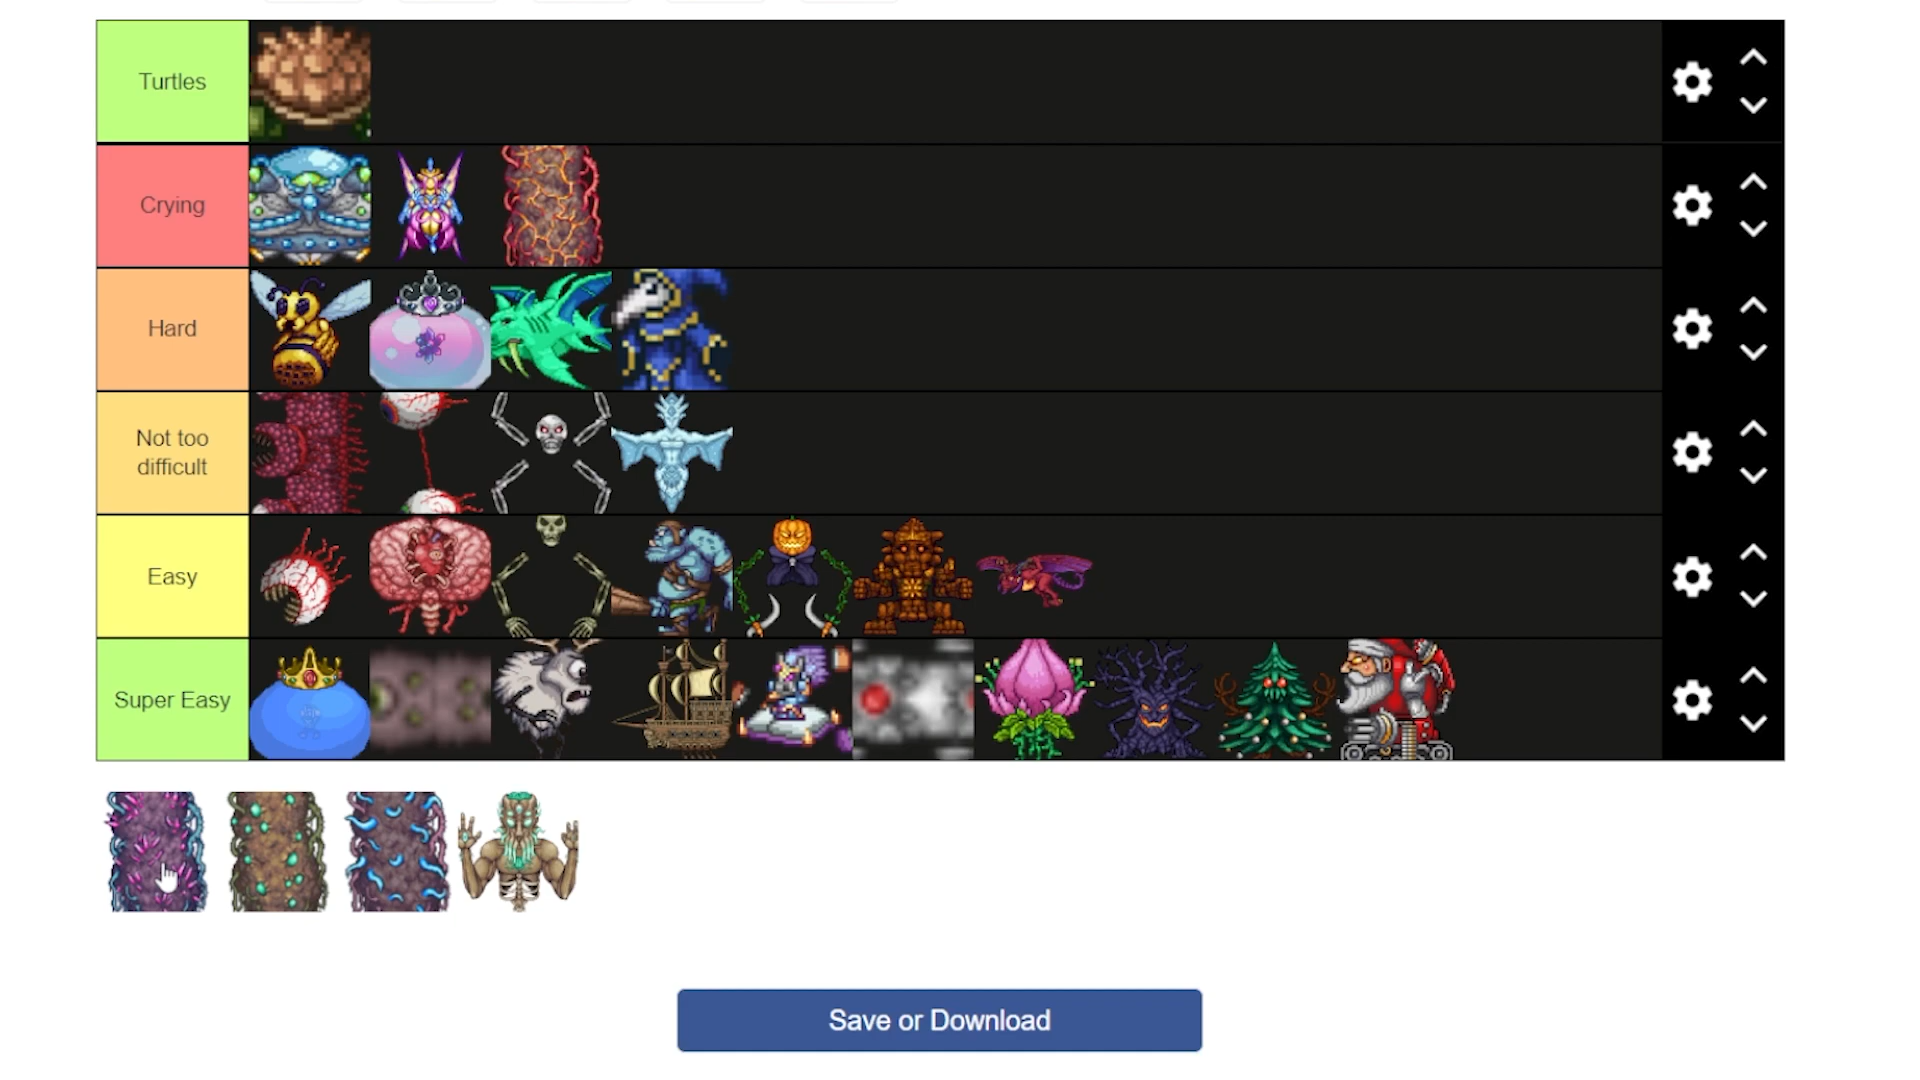 Turtles
Crying
Hard
Not too
difficult
Easy
Super Easy
Save or Download